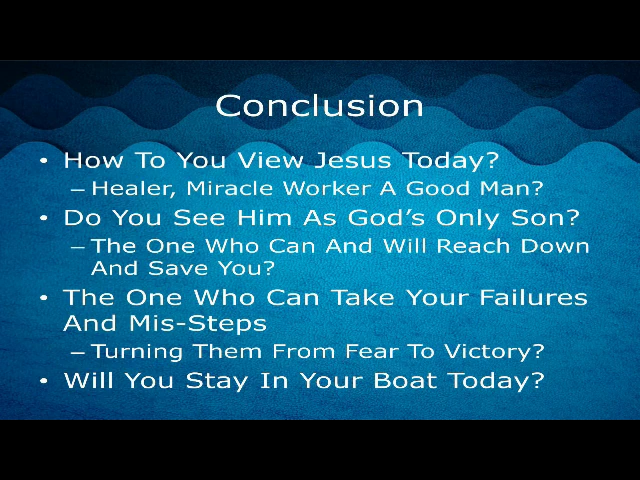 Conclusion
• How To You View Jesus Today?
– Healer, Miracle Worker A Good Man?
• Do You See Him As God’s Only Son?
– The One Who Can And Will Reach Down
And Save You?
• The One Who Can Take Your Failures
And Mis-Steps
– Turning Them From Fear To Victory?
• Will You Stay In Your Boat Today?